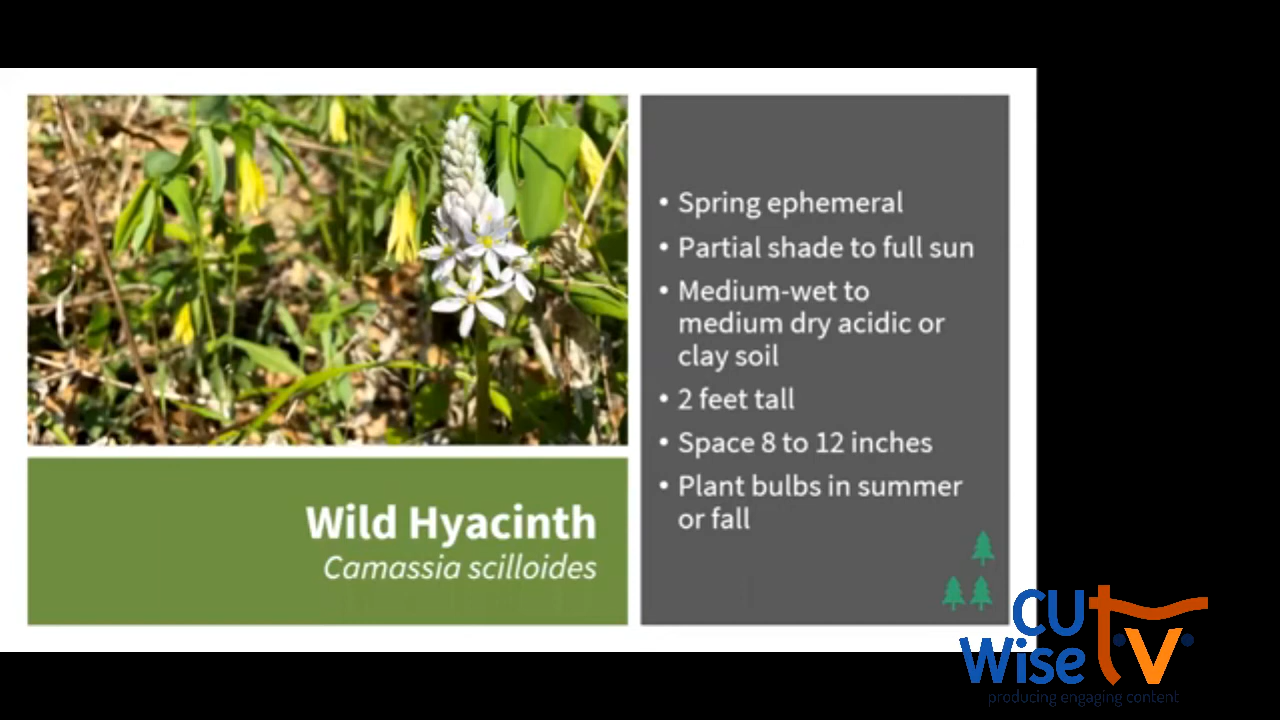 Spring ephemeral
Partial shade to full sun
Medium-wet to
medium dry acidic or
clay soil
2 feet tall
Space 8 to 12 inches
Plant bulbs in summer
or fall
Wild Hyacinth
Camassia scilloides
CU
Wise tv
producing engaging content